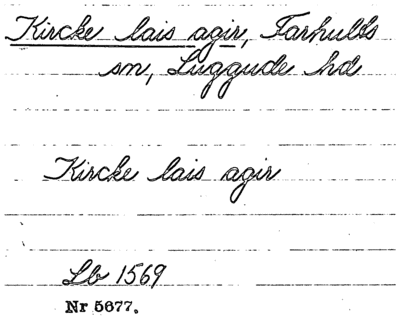 Kircke lais agir, Farhults
sn, Luggude hd
Kircke lais agir
Lb 1569
Nr 5677.